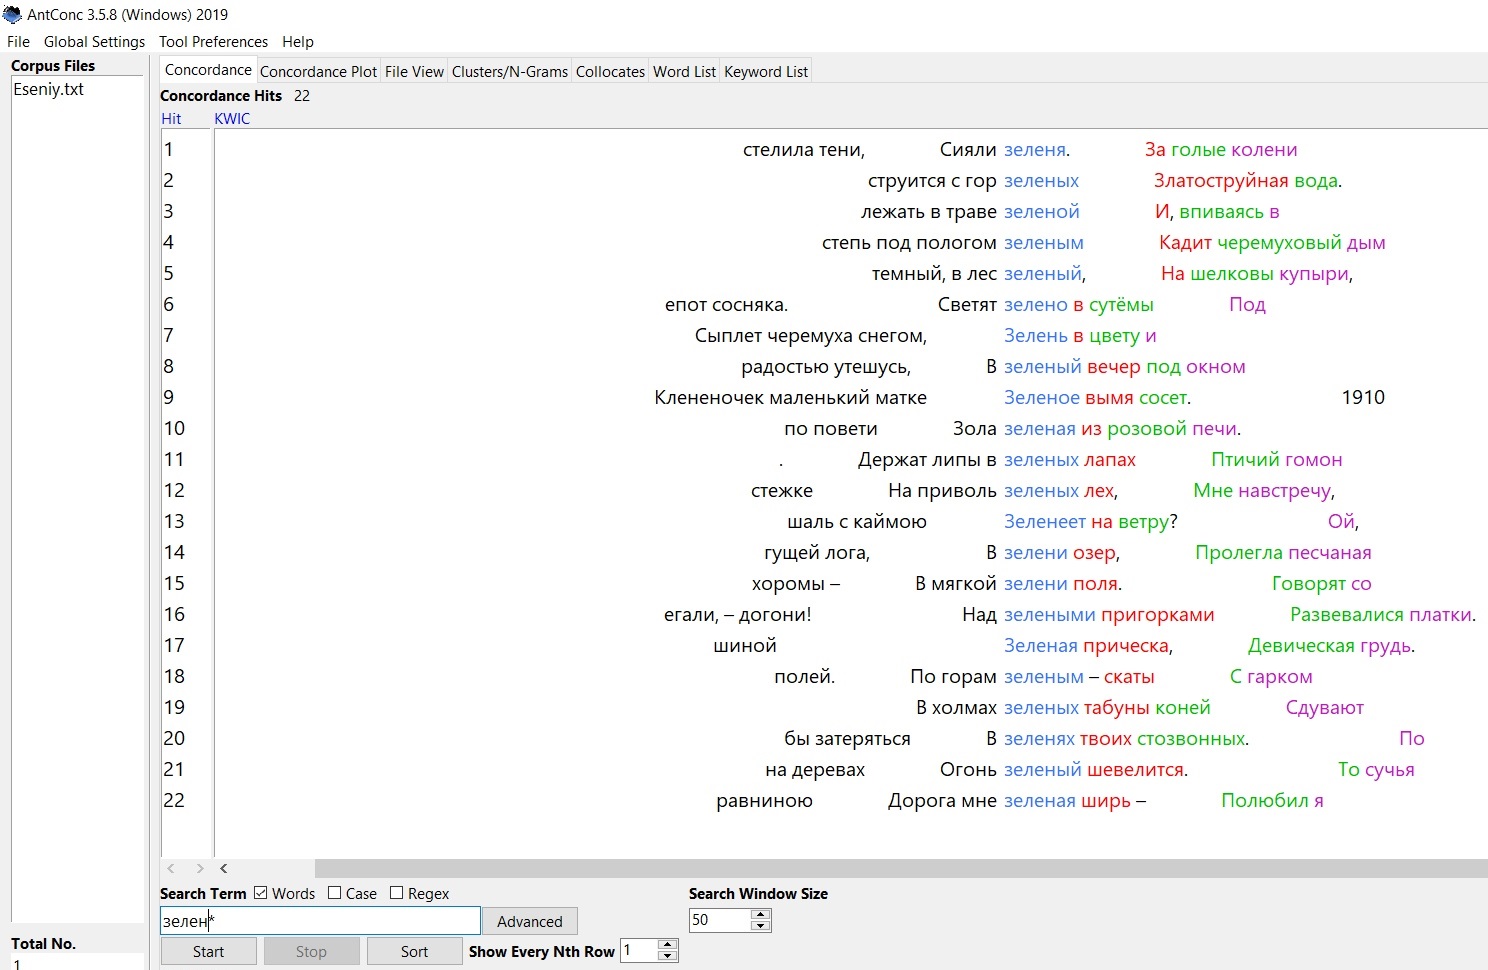 AntConc 3.5.8 (Windows) 2019
File Global Settings Tool Preferences Help
Corpus Files
Eseniy.txt
Concordance Concordance Plot File View Clusters/N-Grams Collocates Word List Keyword List
Concordance Hits 22
Hit KWIC
1 стелила тени, Сияли зеленя. За голые колени
2 струится с гор зеленых Златоструйная вода.
3 лежать в траве зеленой И, впиваясь в
4 степь под пологом зеленым Кадит черемуховый дым
5 темный, в лес зеленый, На шелковы купыри,
6 епот сосняка. Светят зелено в сутёмы Под
7 Сыплет черемуха снегом, Зелень в цвету и
8 радостью утешусь, В зеленый вечер под окном
9 Клененочек маленький матке Зеленое вымя сосет. 1910
10 по повети Зола зеленая из розовой печи.
11 . Держат липы в зеленых лапах Птичий гомон
12 стежке На приволь зеленых лех, Мне навстречу,
13 шаль с каймою Зеленеет на ветру? Ой,
14 гущей лога, В зелени озер, Пролегла песчаная
15 хоромы – В мягкой зелени поля. Говорят со
16 егали, – догони! Над зелеными пригорками Развевалися платки.
17 шиной Зеленая прическа, Девическая грудь.
18 полей. По горам зеленым – скаты С гарком
19 В холмах зеленых табуны коней Сдувают
20 бы затеряться В зеленях твоих стозвонных. По
21 на деревах Огонь зеленый шевелится. То сучья
22 равниною Дорога мне зеленая ширь – Полюбил я
Search Term Words Case Regex Search Window Size
зелен* Advanced 50
Start Stop Sort Show Every Nth Row 1
Total No.
1